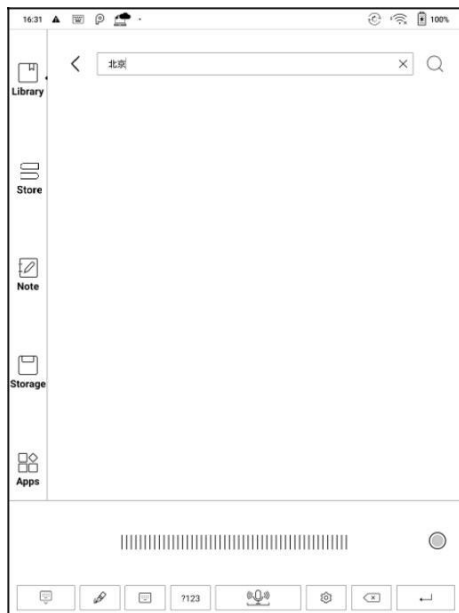 16:31
100%
北京
Library
Store
Note
Storage
Apps
?123